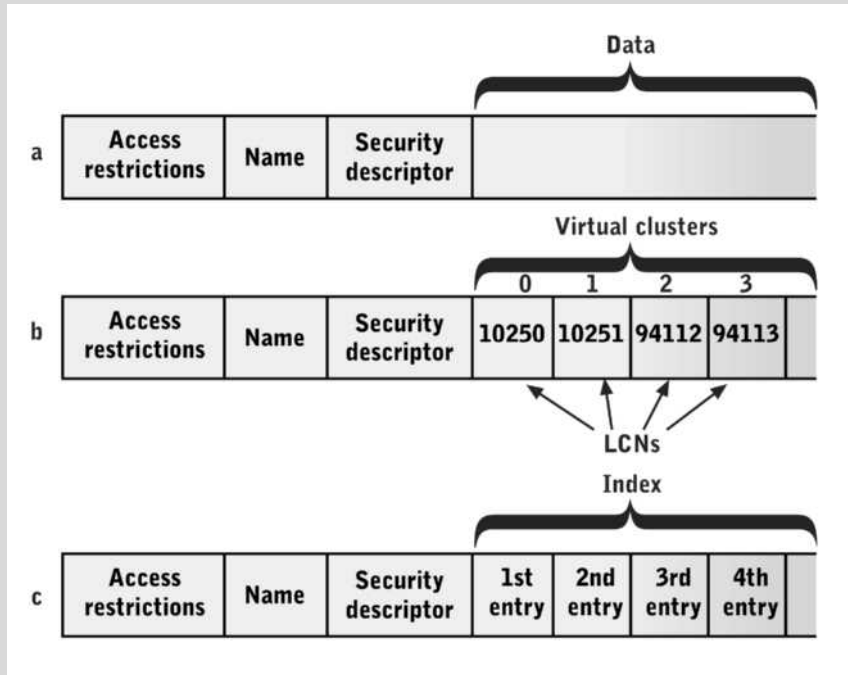 Data
a
Access restrictions
Name
Security descriptor
Virtual clusters
0 1 2 3
b
Access restrictions
Name
Security descriptor
10250 10251 94112 94113
LCNs
Index
c
Access restrictions
Name
Security descriptor
1st entry
2nd entry
3rd entry
4th entry